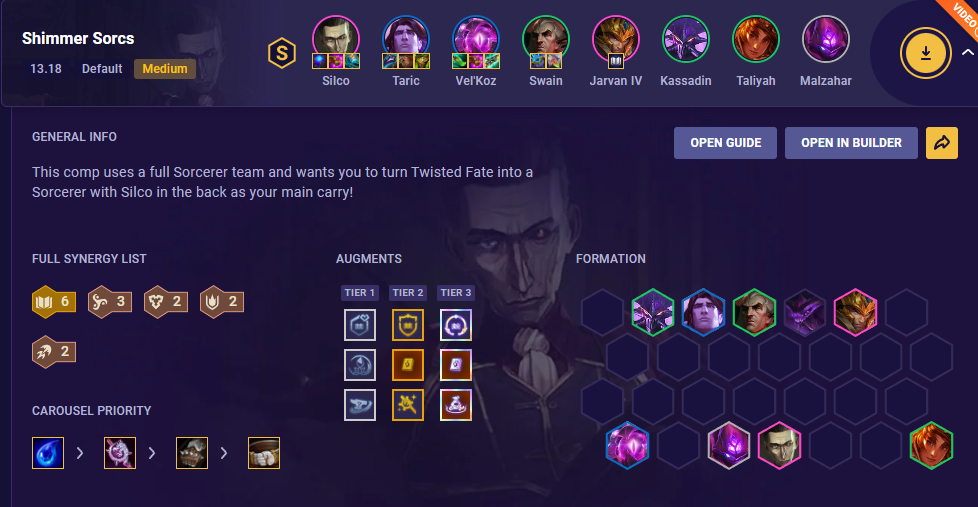 Shimmer Sorcs
13.18 Default Medium
S
Silco Taric Vel'Koz Swain Jarvan IV Kassadin Taliyah Malzahar
VIDEO
GENERAL INFO
OPEN GUIDE OPEN IN BUILDER
This comp uses a full Sorcerer team and wants you to turn Twisted Fate into a
Sorcerer with Silco in the back as your main carry!
FULL SYNERGY LIST
6 3 2 2
2
AUGMENTS
TIER 1 TIER 2 TIER 3
FORMATION
CAROUSEL PRIORITY